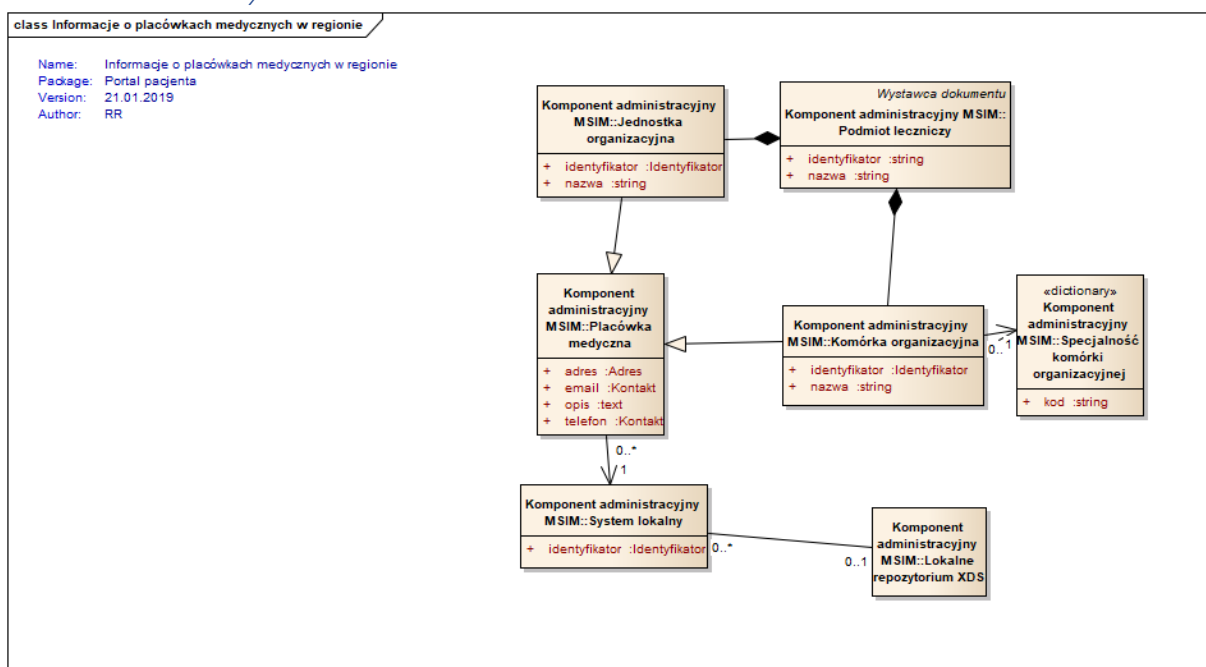 class Informacje o placówkach medycznych w regionie
Name: Informacje o placówkach medycznych w regionie
Package: Portal pacjenta
Version: 21.01.2019
Author: RR
Komponent administracyjny
MSIM::Jednostka
organizacyjna
+ identyfikator :Identyfikator
+ nazwa :string
Wystawca dokumentu
Komponent administracyjny MSIM::
Podmiot leczniczy
+ identyfikator :string
+ nazwa :string
Komponent
administracyjny
MSIM::Placówka
medyczna
+ adres :Adres
+ email :Kontakt
+ opis :text
+ telefon :Kontakt
Komponent administracyjny
MSIM::Komórka organizacyjna
+ identyfikator :Identyfikator
+ nazwa :string
0..*
1
«dictionary»
Komponent
administracyjny
MSIM::Specjalność
komórki
organizacyjnej
+ kod :string
0..*
1
Komponent administracyjny
MSIM::System lokalny
+ identyfikator :Identyfikator
0..*
0..1
Komponent
administracyjny
MSIM::Lokalne
repozytorium XDS